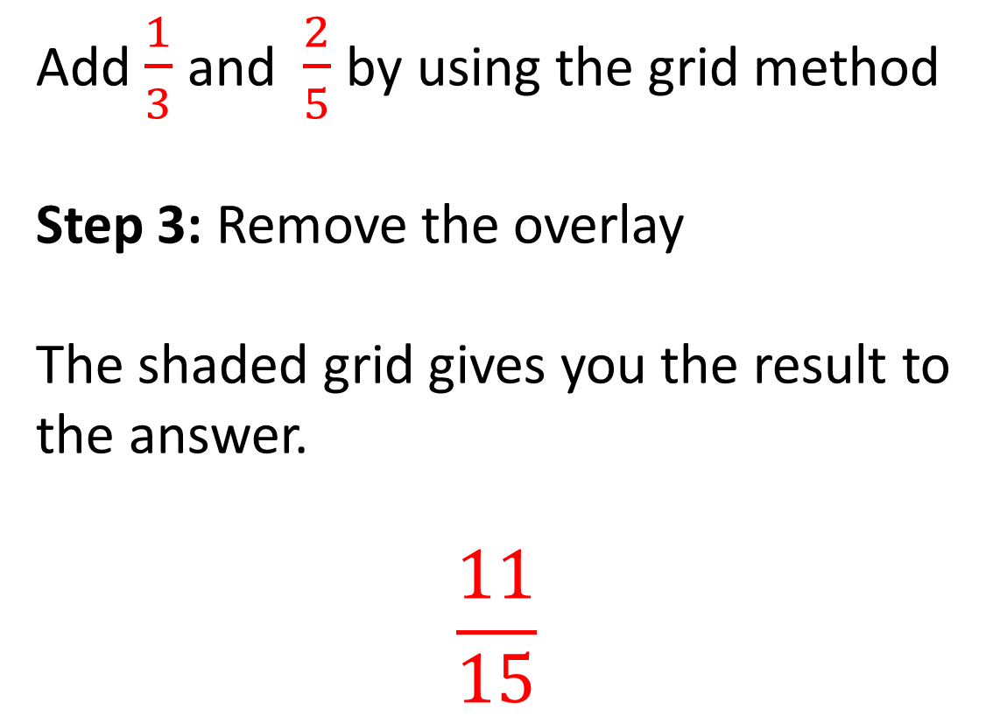 Add 1/3 and 2/5 by using the grid method
Step 3: Remove the overlay
The shaded grid gives you the result to
the answer.
11/15